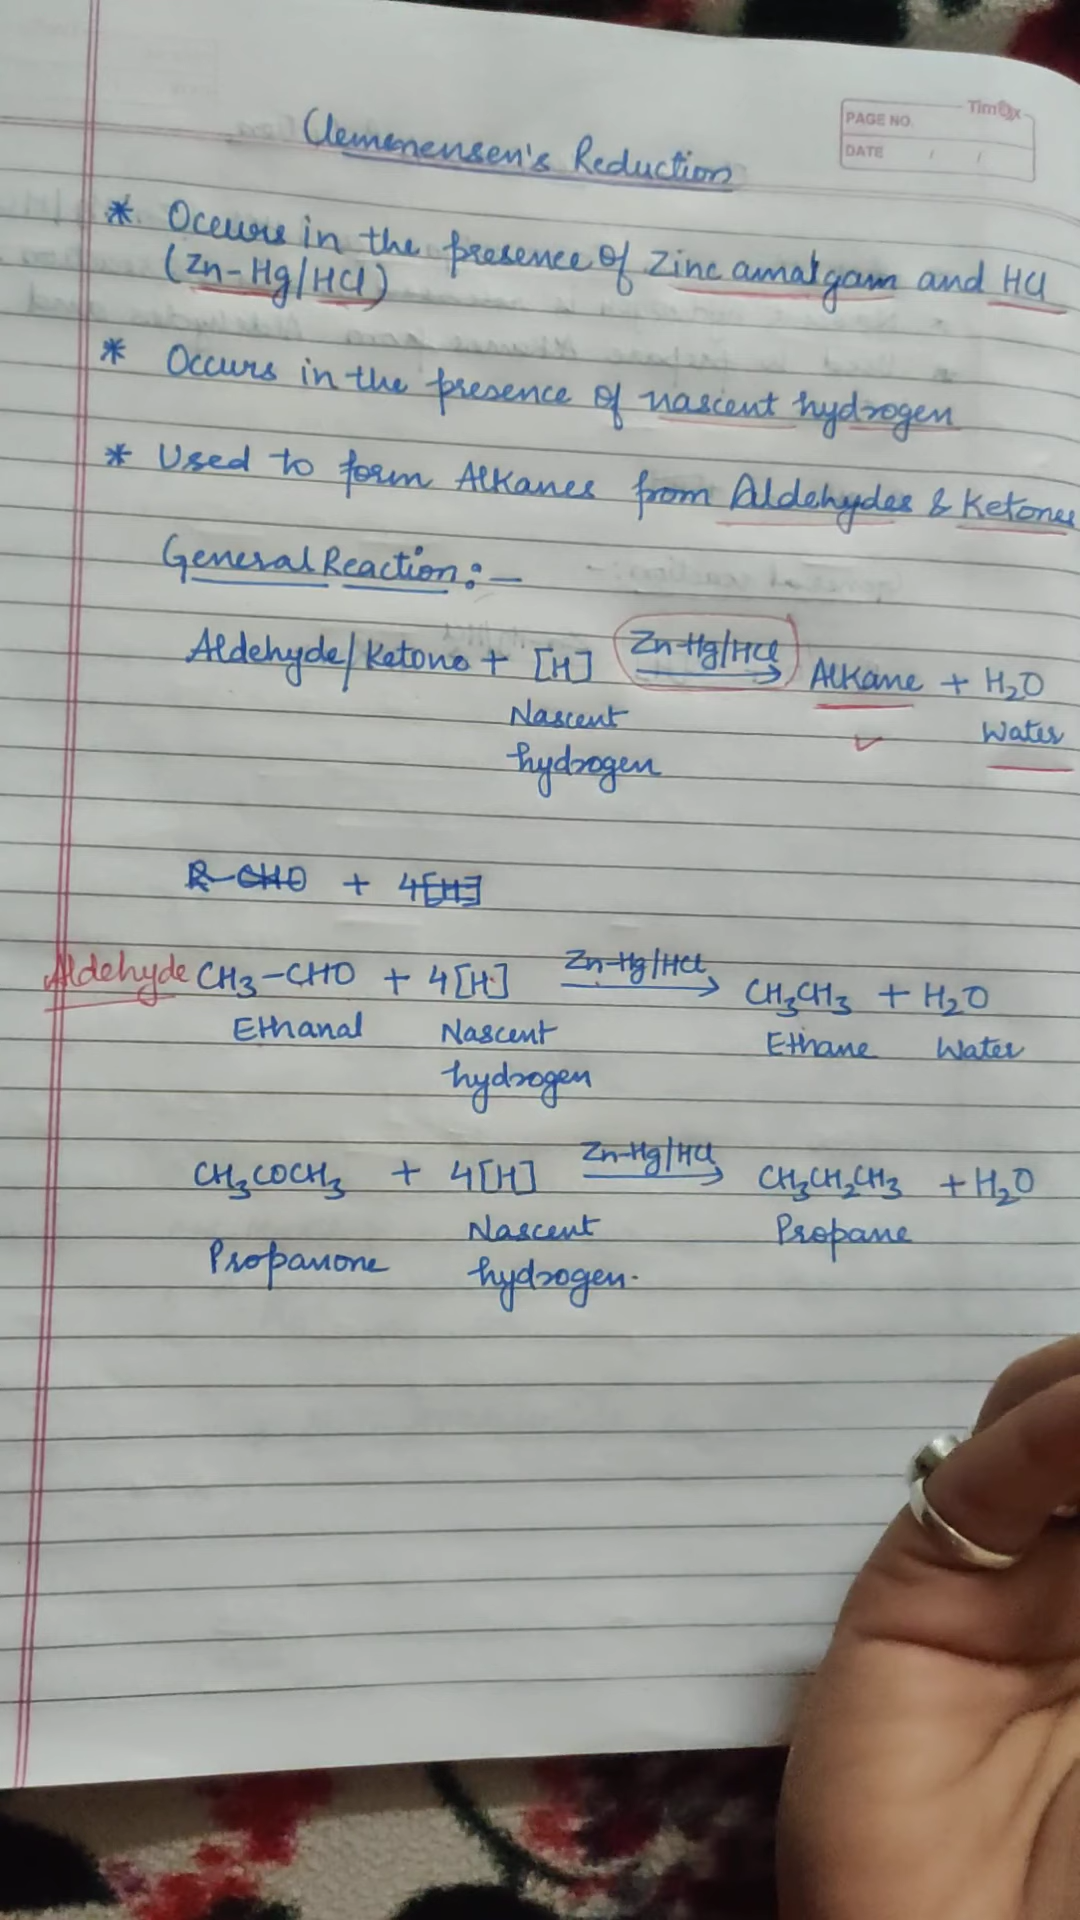 Timex
PAGE NO.
DATE / /
Clemenensen's Reduction
* Occurs in the presence of Zinc amalgam and HCl
(Zn-Hg/HCl)
* Occurs in the presence of nascent hydrogen
* Used to form Alkanes from Aldehydes & Ketones
General Reaction:-
Aldehyde/Ketone + [H] Zn-Hg/HCl → Alkane + H₂O
Nascent Water
hydrogen
R-CHO + 4[H]
Aldehyde CH₃-CHO + 4[H] Zn-Hg/HCl → CH₃CH₃ + H₂O
Ethanal Nascent Ethane Water
hydrogen
CH₃COCH₃ + 4[H] Zn-Hg/HCl → CH₃CH₂CH₃ + H₂O
Propanone Nascent Propane
hydrogen.